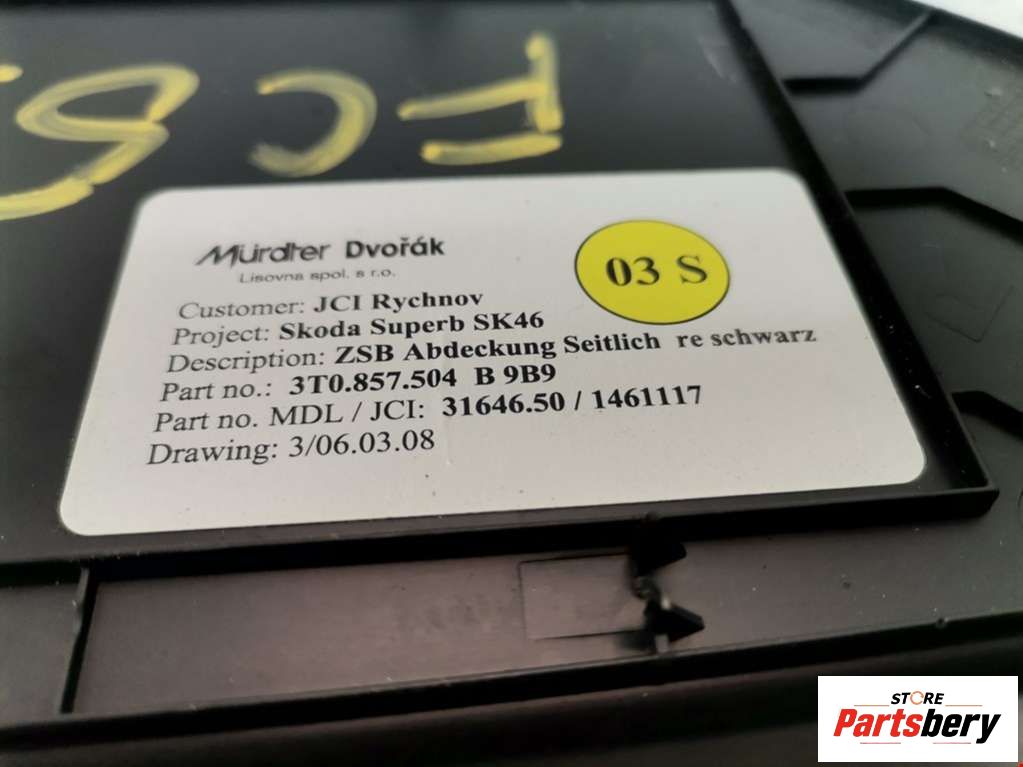 FC
Mürdter Dvořák
Lisovna spol. s r.o.
03 S
Customer: JCI Rychnov
Project: Skoda Superb SK46
Description: ZSB Abdeckung Seitlich re schwarz
Part no.: 3T0.857.504 B 9B9
Part no. MDL / JCI: 31646.50 / 1461117
Drawing: 3/06.03.08
STORE
Partsbery